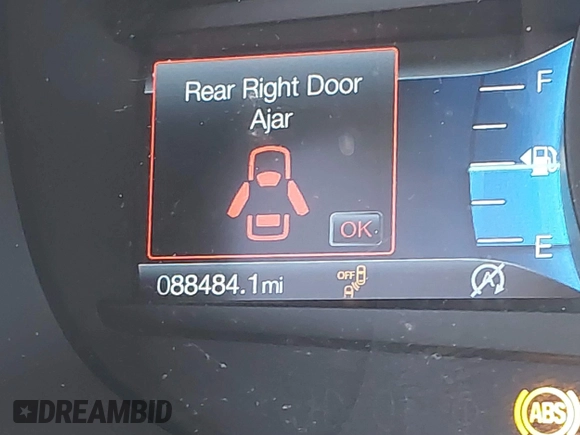 Rear Right Door
Ajar
OK
F
E
088484.1mi
OFF
A
ABS
DREAMBID